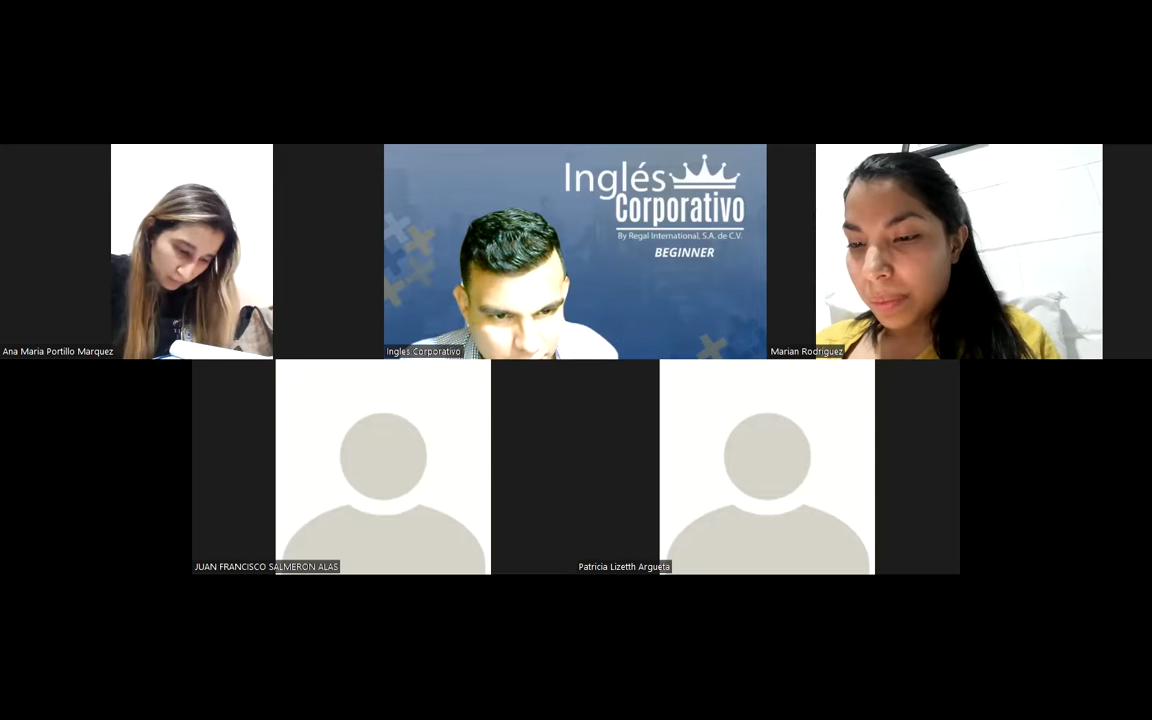 Inglés
Corporativo
By Regal International, S.A. de C.V.
BEGINNER
Ana Maria Portillo Marquez
Ingles Corporativo
Marian Rodriguez
JUAN FRANCISCO SALMERON ALAS
Patricia Lizetth Argueta